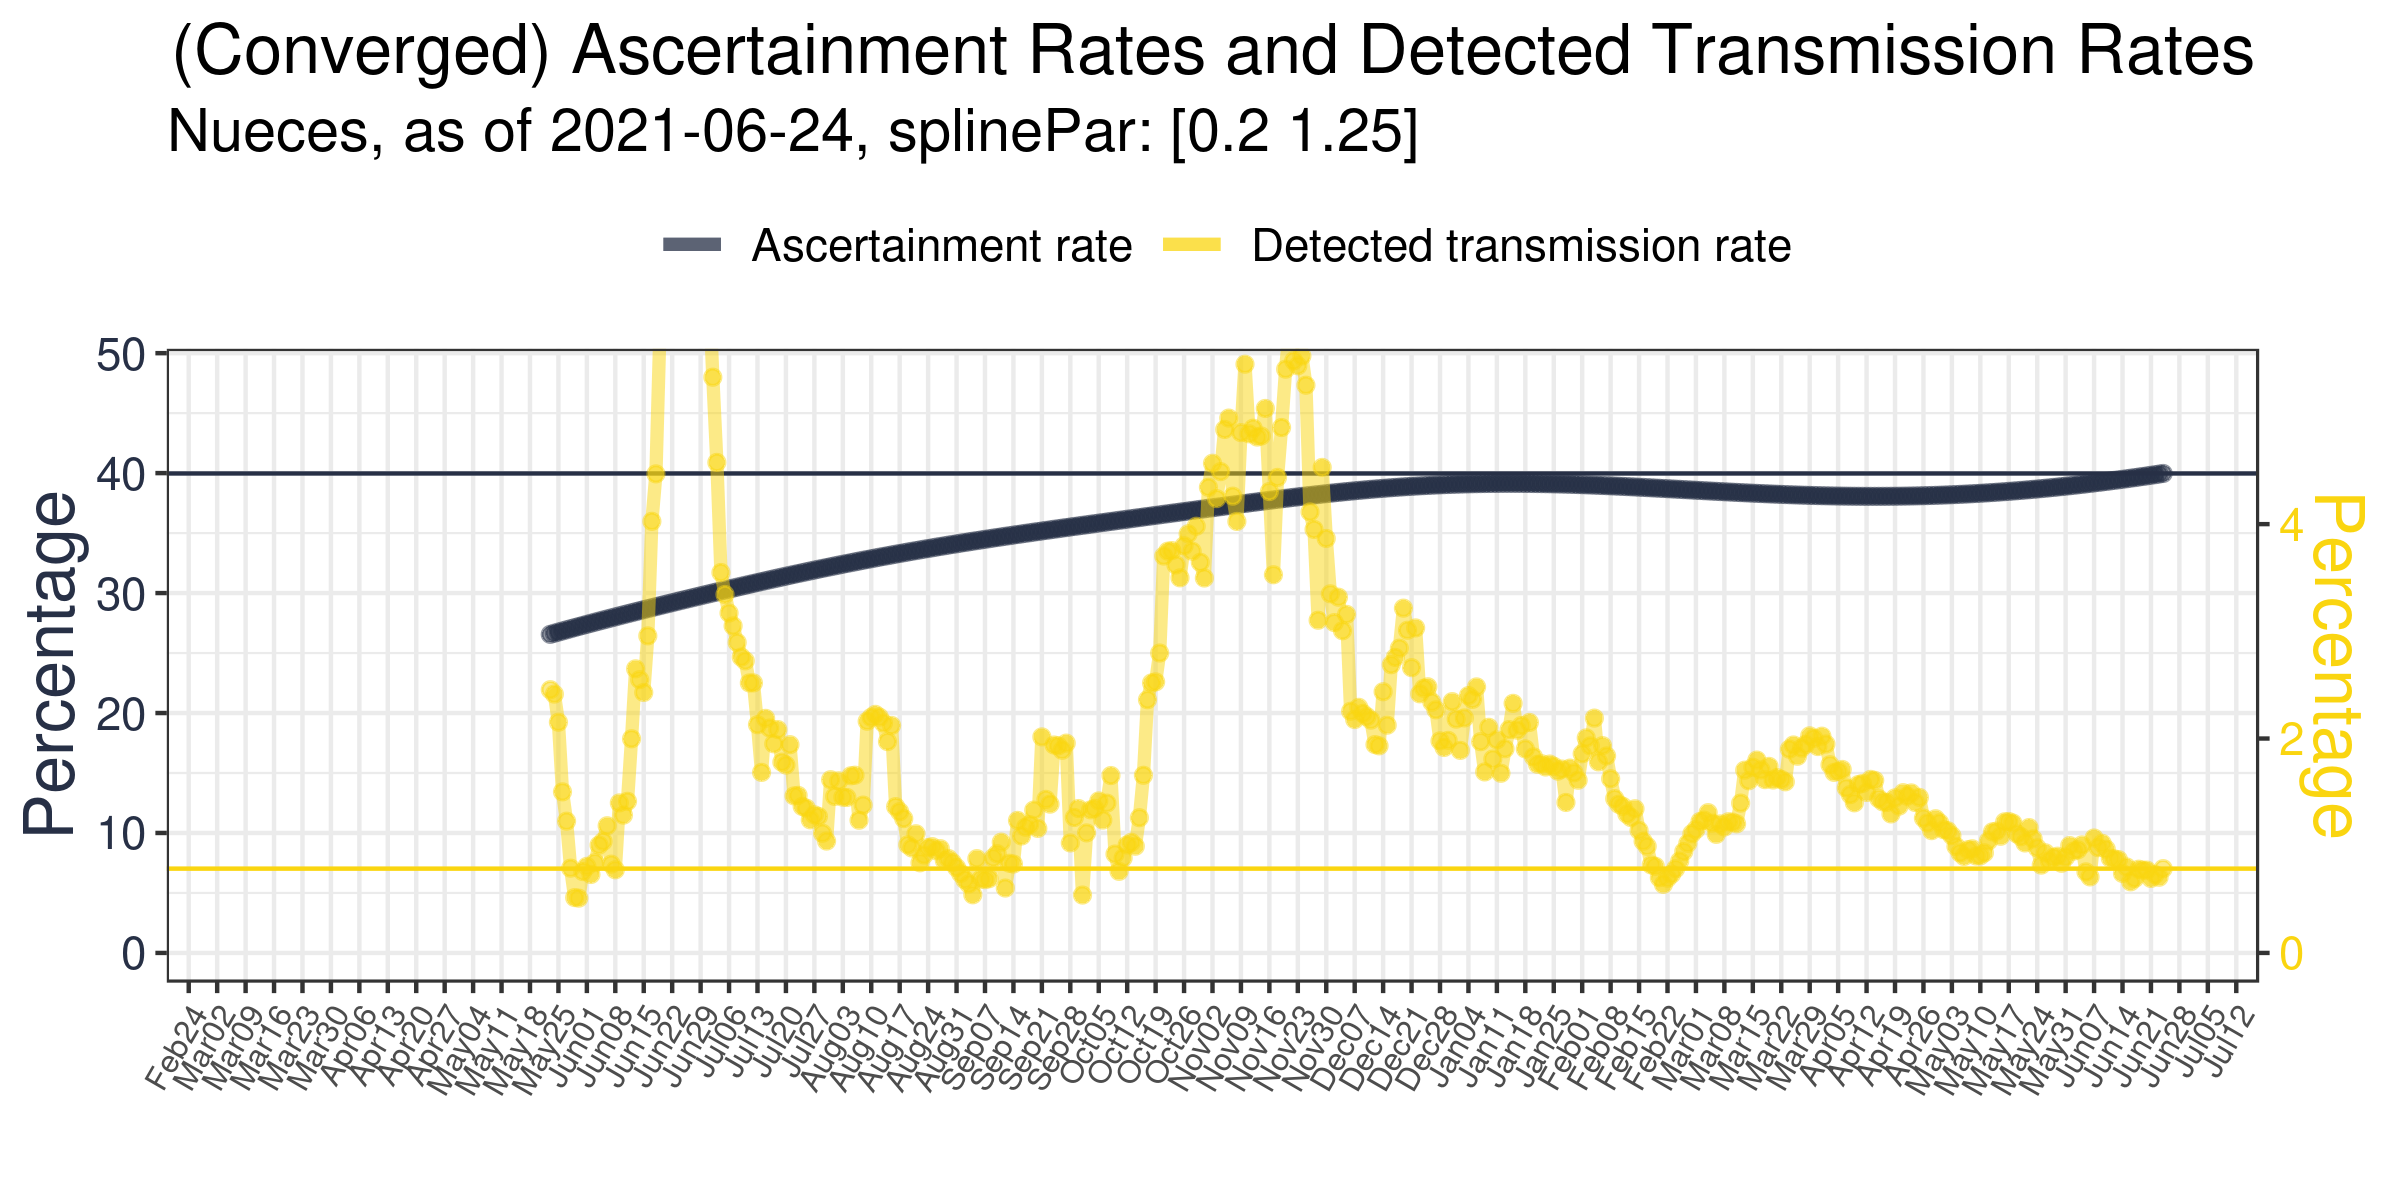 (Converged) Ascertainment Rates and Detected Transmission Rates
Nueces, as of 2021-06-24, splinePar: [0.2 1.25]
Ascertainment rate
Detected transmission rate
Percentage
50
40
30
20
10
0
4
2
0
Percentage
Feb24
Mar02
Mar09
Mar16
Mar23
Mar30
Apr06
Apr13
Apr20
Apr27
May04
May11
May18
May25
Jun01
Jun08
Jun15
Jun22
Jun29
Jul06
Jul13
Jul20
Jul27
Aug03
Aug10
Aug17
Aug24
Aug31
Sep07
Sep14
Sep21
Sep28
Oct05
Oct12
Oct19
Oct26
Nov02
Nov09
Nov16
Nov23
Nov30
Dec07
Dec14
Dec21
Dec28
Jan04
Jan11
Jan18
Jan25
Feb01
Feb08
Feb15
Feb22
Mar01
Mar08
Mar15
Mar22
Mar29
Apr05
Apr12
Apr19
Apr26
May03
May10
May17
May24
May31
Jun07
Jun14
Jun21
Jun28
Jul05
Jul12